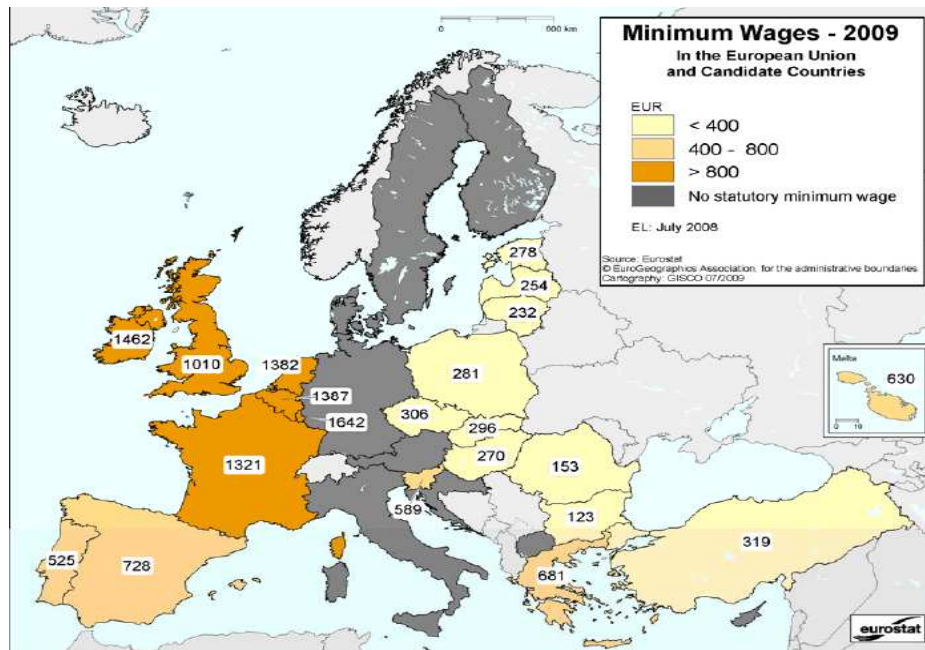 600 km
Minimum Wages - 2009
In the European Union
and Candidate Countries
EUR
< 400
400 - 800
> 800
No statutory minimum wage
EL: July 2008
Source: Eurostat
© EuroGeographics Association, for the administrative boundaries
Cartography: GISCO 07/2009
278
254
232
1462
1010
1382
1387
1642
281
306
296
270
1321
153
123
589
525
728
681
319
Malta
630
0
10
eurostat